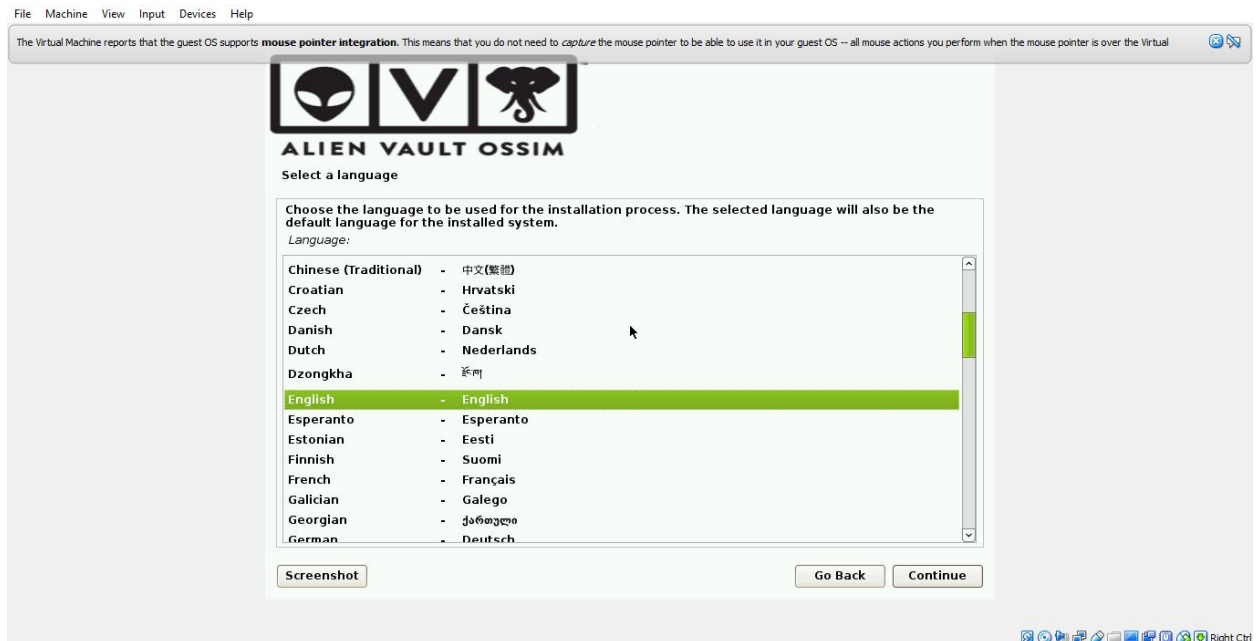 File Machine View Input Devices Help
The Virtual Machine reports that the guest OS supports mouse pointer integration. This means that you do not need to capture the mouse pointer to be able to use it in your guest OS -- all mouse actions you perform when the mouse pointer is over the Virtual
ALIEN VAULT OSSIM
Select a language
Choose the language to be used for the installation process. The selected language will also be the
default language for the installed system.
Language:
Chinese (Traditional) - 中文(繁體)
Croatian - Hrvatski
Czech - Čeština
Danish - Dansk
Dutch - Nederlands
Dzongkha - རྫོང་ཁ།
English - English
Esperanto - Esperanto
Estonian - Eesti
Finnish - Suomi
French - Français
Galician - Galego
Georgian - ქართული
German - Deutsch
Screenshot Go Back Continue
Right Ctrl